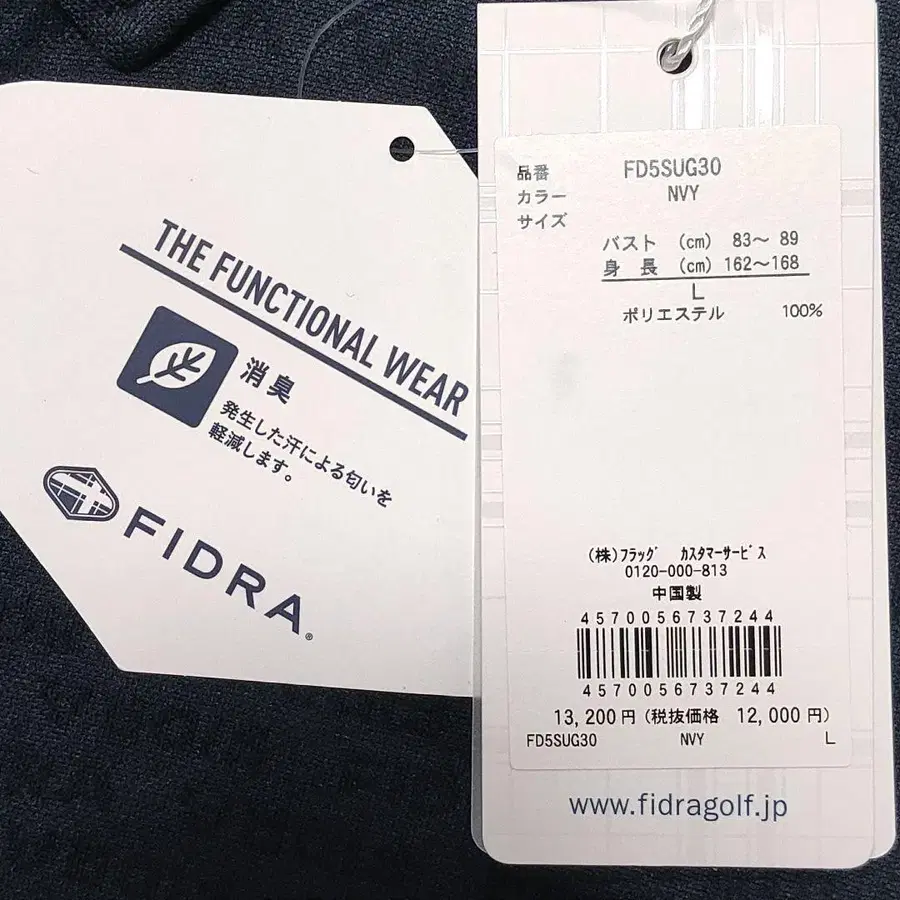 THE FUNCTIONAL WEAR
消臭
発生した汗による匂いを
軽減します。
FIDRA®
品番 FD5SUG30
カラー NVY
サイズ
バスト (cm) 83～ 89
身 長 (cm) 162～168
L
ポリエステル 100%
(株)ﾌﾗｯｸﾞ ｶｽﾀﾏｰｻｰﾋﾞｽ
0120-000-813
中国製
4570056737244
4570056737244
13,200円(税抜価格 12,000円)
FD5SUG30 NVY L
www.fidragolf.jp